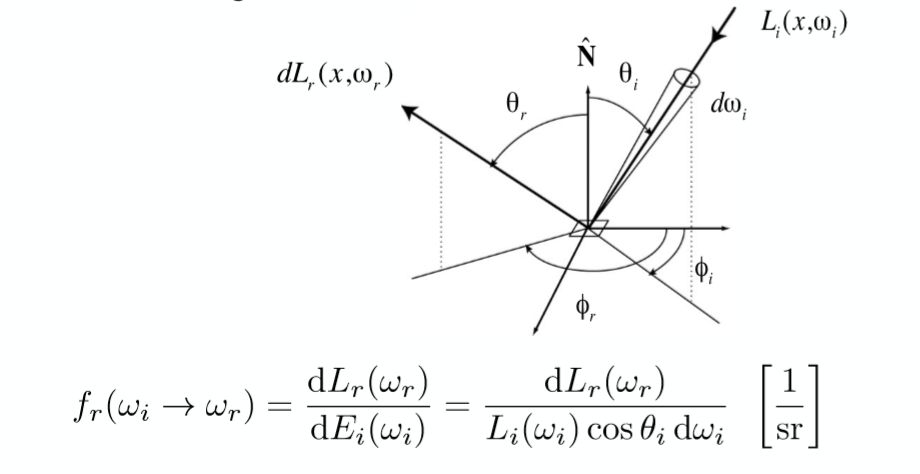 L_i(x,ω_i)
N̂
dL_r(x,ω_r)
θ_i
θ_r
dω_i
ϕ_i
ϕ_r
f_r(ω_i → ω_r) = dL_r(ω_r) / dE_i(ω_i) = dL_r(ω_r) / L_i(ω_i) cos θ_i dω_i [1/sr]